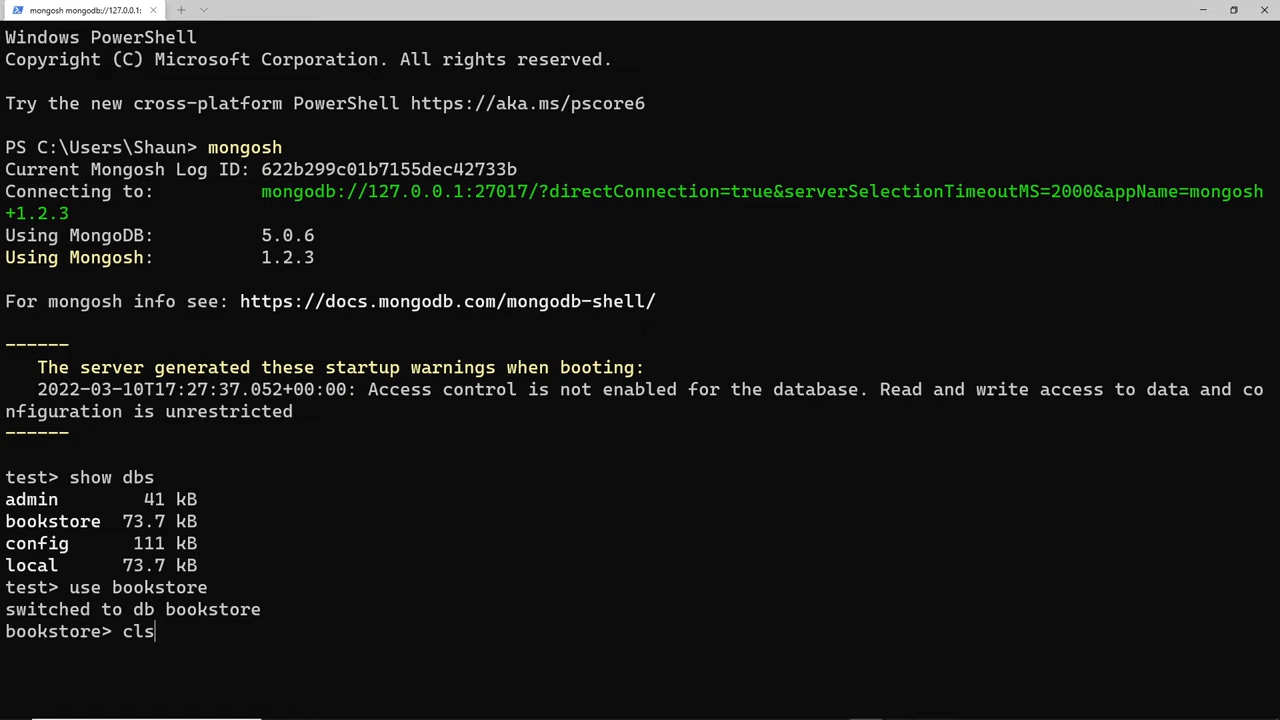 mongosh mongodb://127.0.0.1:
Windows PowerShell
Copyright (C) Microsoft Corporation. All rights reserved.
Try the new cross-platform PowerShell https://aka.ms/pscore6
PS C:\Users\Shaun> mongosh
Current Mongosh Log ID: 622b299c01b7155dec42733b
Connecting to: mongodb://127.0.0.1:27017/?directConnection=true&serverSelectionTimeoutMS=2000&appName=mongosh
+1.2.3
Using MongoDB: 5.0.6
Using Mongosh: 1.2.3
For mongosh info see: https://docs.mongodb.com/mongodb-shell/
------
The server generated these startup warnings when booting:
2022-03-10T17:27:37.052+00:00: Access control is not enabled for the database. Read and write access to data and co
nfiguration is unrestricted
------
test> show dbs
admin 41 kB
bookstore 73.7 kB
config 111 kB
local 73.7 kB
test> use bookstore
switched to db bookstore
bookstore> cls